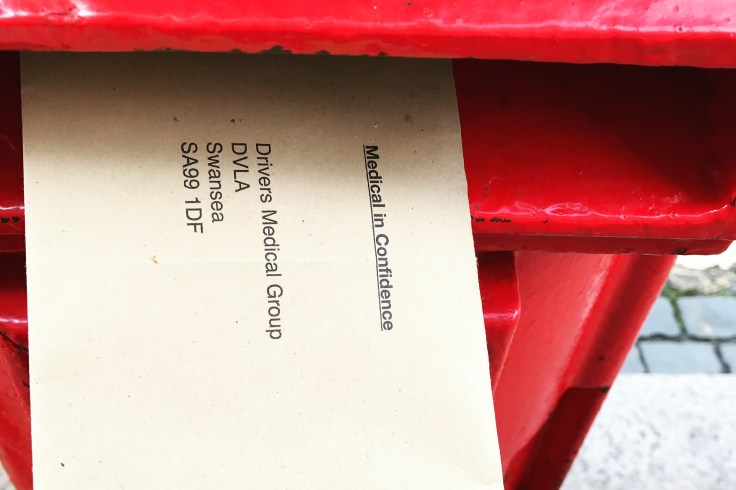 Medical in Confidence
Drivers Medical Group
DVLA
Swansea
SA99 1DF